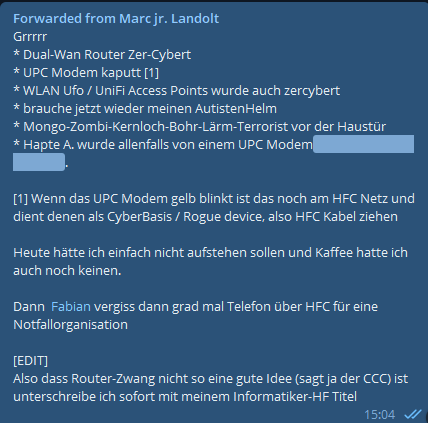 Forwarded from Marc jr. Landolt
Grrrrr
* Dual-Wan Router Zer-Cybert
* UPC Modem kaputt [1]
* WLAN Ufo / UniFi Access Points wurde auch zercybert
* brauche jetzt wieder meinen AutistenHelm
* Mongo-Zombi-Kernloch-Bohr-Lärm-Terrorist vor der Haustür
* Hapte A. wurde allenfalls von einem UPC Modem
.
[1] Wenn das UPC Modem gelb blinkt ist das noch am HFC Netz und
dient denen als CyberBasis / Rogue device, also HFC Kabel ziehen
Heute hätte ich einfach nicht aufstehen sollen und Kaffee hatte ich
auch noch keinen.
Dann Fabian vergiss dann grad mal Telefon über HFC für eine
Notfallorganisation
[EDIT]
Also dass Router-Zwang nicht so eine gute Idee (sagt ja der CCC) ist
unterschreibe ich sofort mit meinem Informatiker-HF Titel
15:04